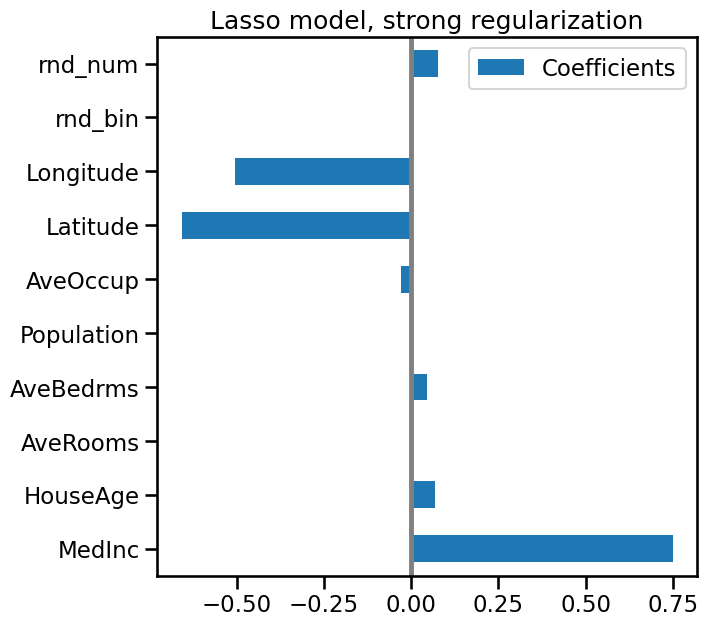 Lasso model, strong regularization
rnd_num
Coefficients
rnd_bin
Longitude
Latitude
AveOccup
Population
AveBedrms
AveRooms
HouseAge
MedInc
−0.50 −0.25 0.00 0.25 0.50 0.75